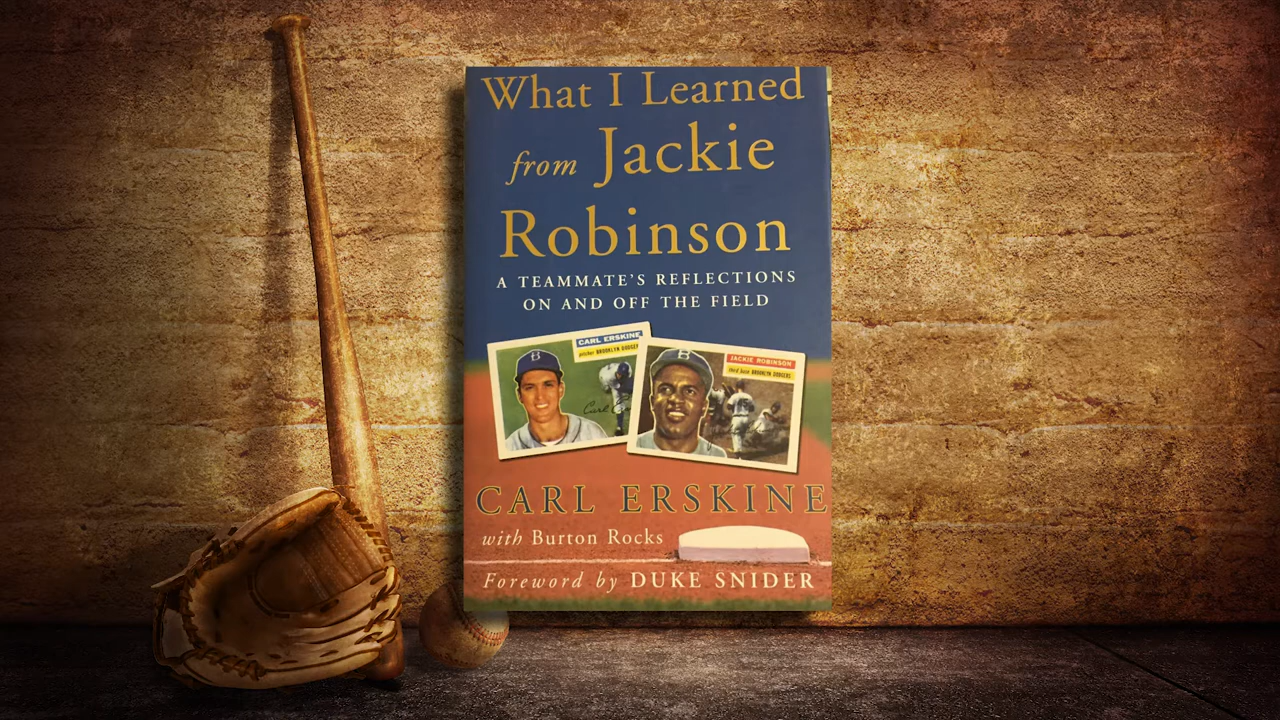 What I Learned
from Jackie
Robinson
A TEAMMATE'S REFLECTIONS
ON AND OFF THE FIELD
CARL ERSKINE
pitcher BROOKLYN DODGERS
B
Carl
JACKIE ROBINSON
third base BROOKLYN DODGERS
B
CARL ERSKINE
with Burton Rocks
Foreword by DUKE SNIDER